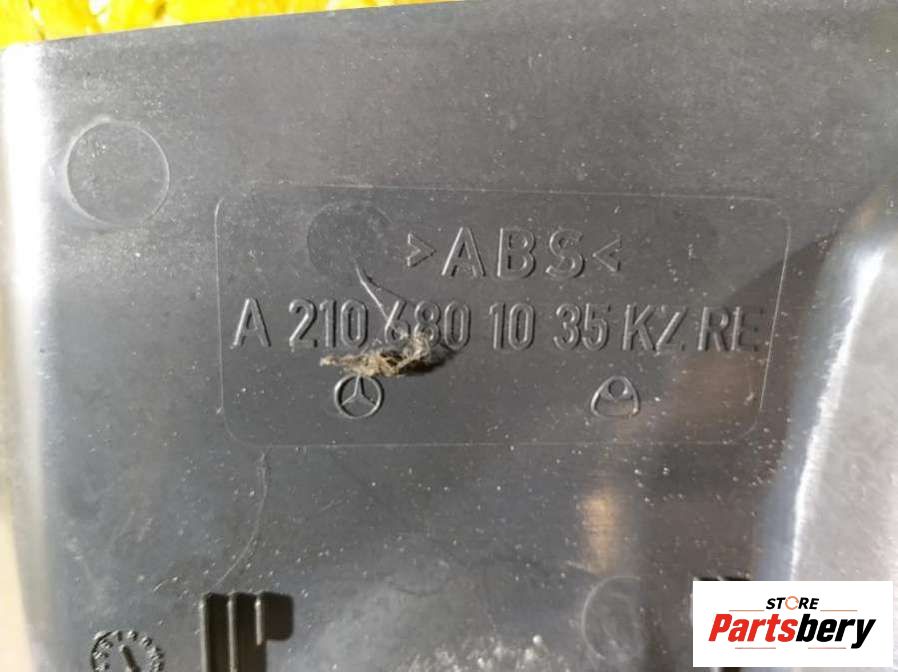 >ABS<
A 210 680 10 35 KZ RE
STORE
Partsbery